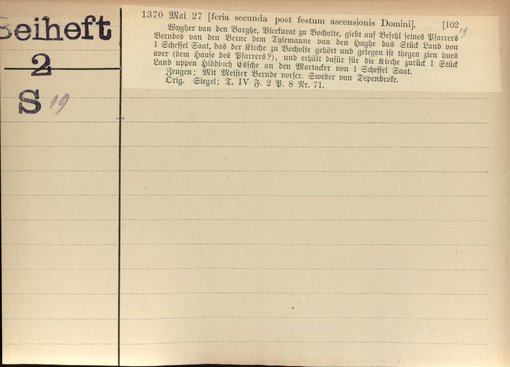 Beiheft
2
S 19
1370 Mai 27 [feria secunda post festum ascensionis Domini]. [102
19
Wygher van den Barghe, Vicekurat zu Bocholte, giebt auf Befehl seines Pfarrers
Berndes van den Berne dem Tylemanne van den Haghe das Stück Land von
1 Scheffel Saat, das der Kirche zu Bocholte gehört und gelegen ist thegen zien hues
over (dem Hause des Pfarrers?), und erhält dafür für die Kirche zurück 1 Stück
Land uppen Hiddinch Essche an den Mortacker von 1 Scheffel Saat.
Zeugen: Mit Meister Bernde vorscr. Sweder van Depenbroke.
Orig. Siegel; T. IV F. 2 P. 8 Nr. 71.